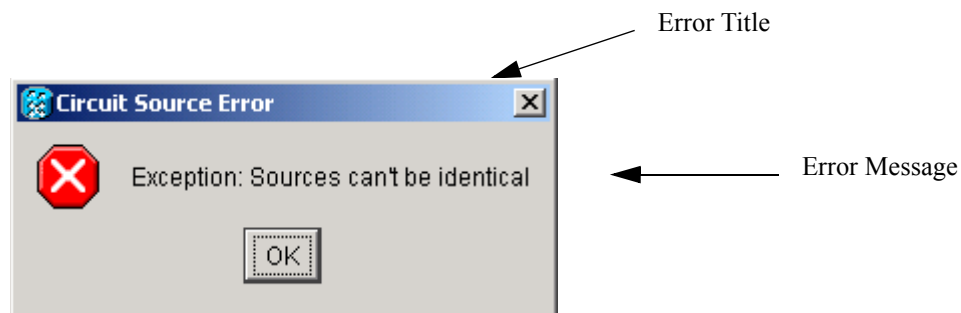 Error Title
Circuit Source Error
Exception: Sources can't be identical
Error Message
OK